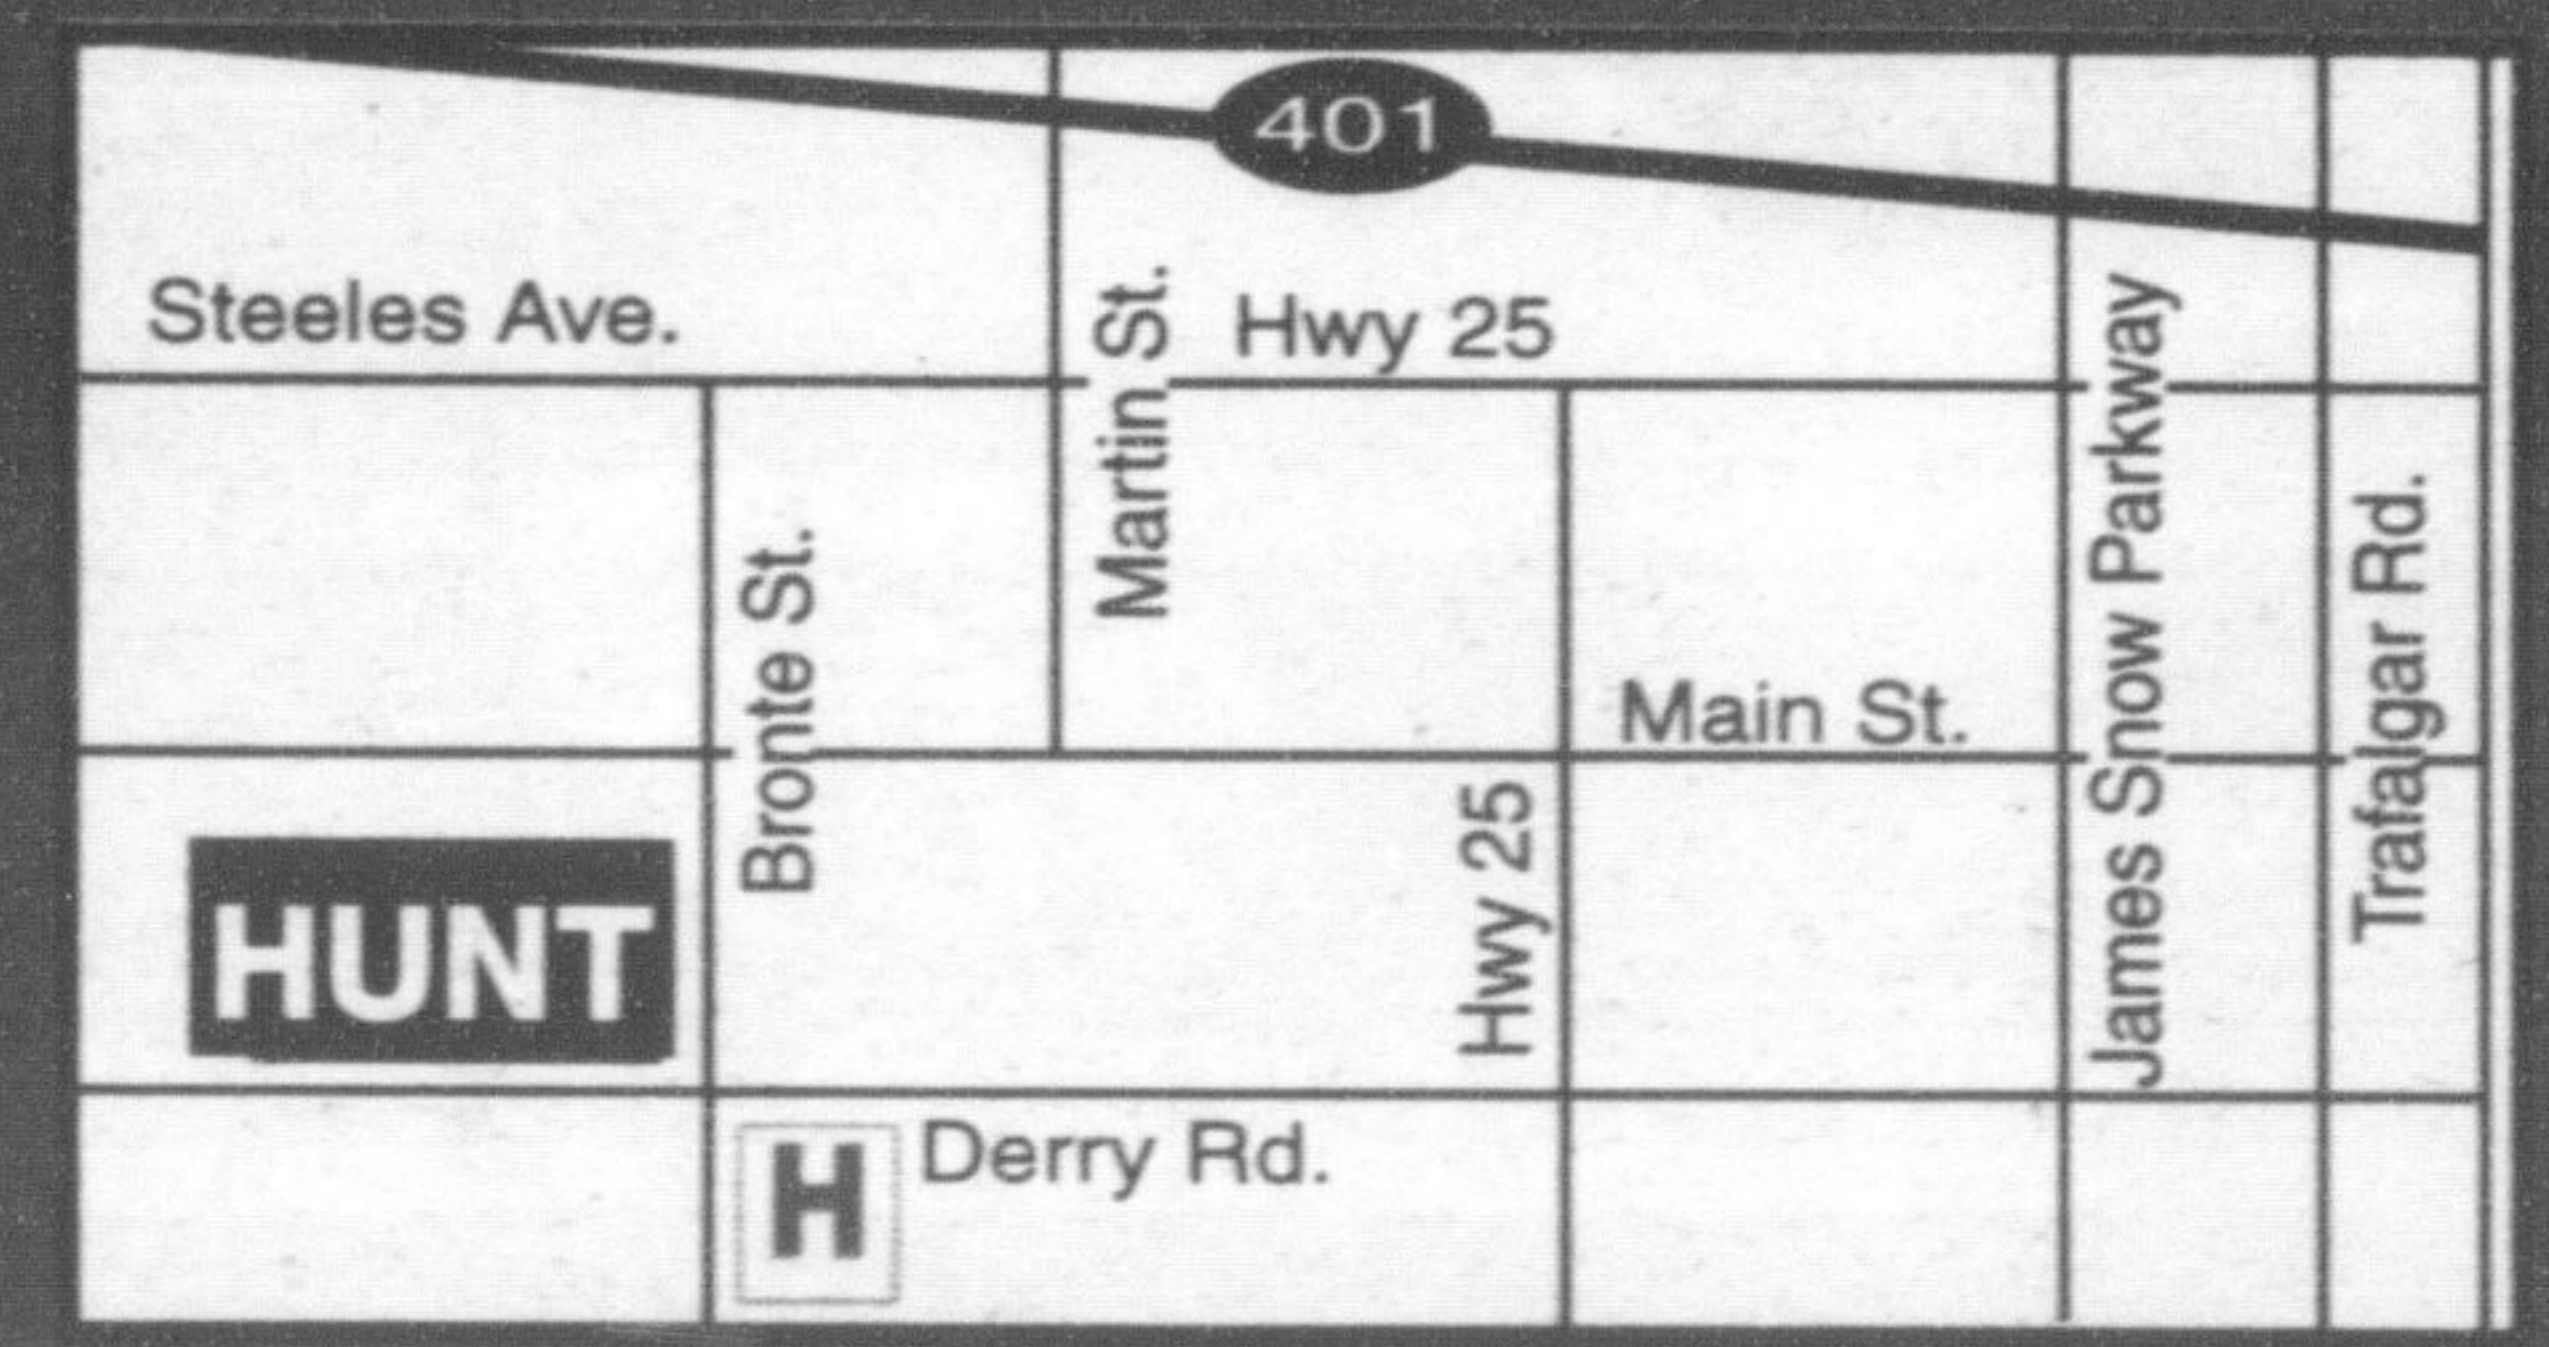 401
Steeles Ave.
Hwy 25
Martin St.
Bronte St.
Main St.
James Snow Parkway
Trafalgar Rd.
HUNT
Hwy 25
H
Derry Rd.